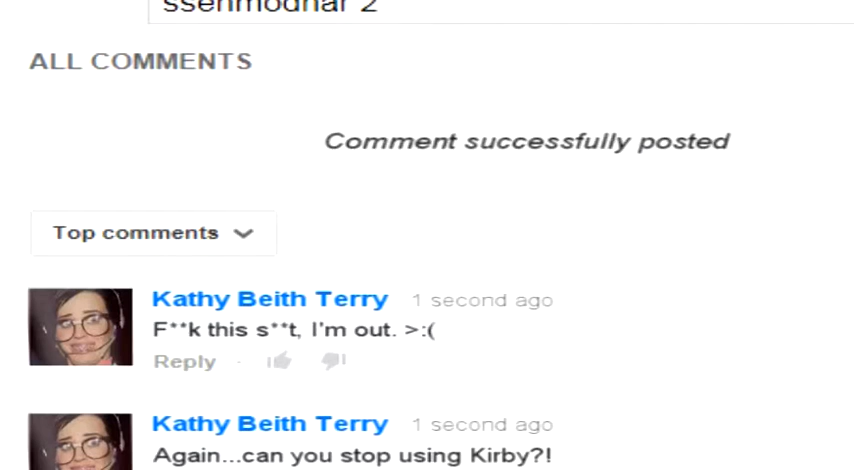 ssenmodnar 2
ALL COMMENTS
Comment successfully posted
Top comments
Kathy Beith Terry 1 second ago
F**k this s**t, I'm out. >:(
Reply ·
Kathy Beith Terry 1 second ago
Again...can you stop using Kirby?!